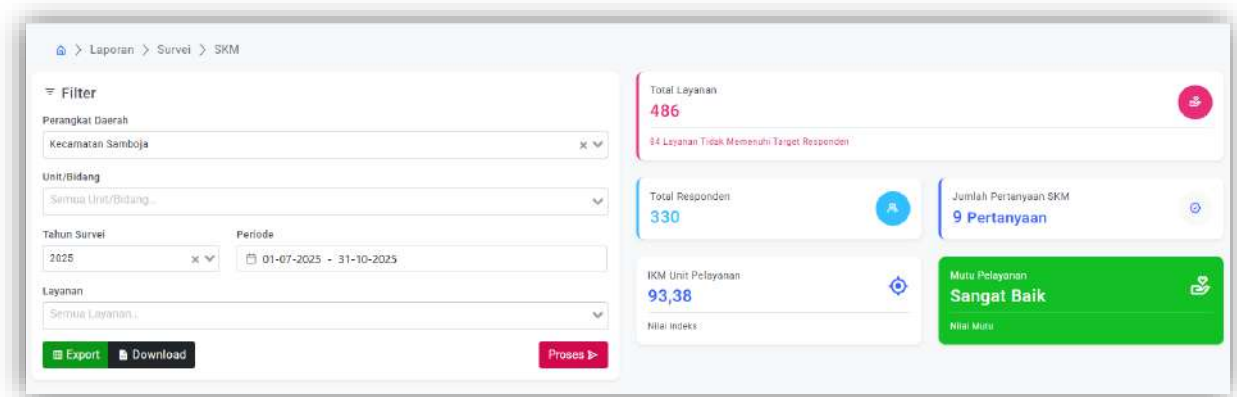 Laporan > Survei > SKM
Filter
Perangkat Daerah
Kecamatan Samboja
Unit/Bidang
Semua Unit/Bidang...
Tahun Survei
Periode
2025
01-07-2025 - 31-10-2025
Layanan
Semua Layanan...
Export
Download
Proses
Total Layanan
486
64 Layanan Tidak Memenuhi Target Responden
Total Responden
330
Jumlah Pertanyaan SKM
9 Pertanyaan
IKM Unit Pelayanan
93,38
Nilai Indeks
Mutu Pelayanan
Sangat Baik
Nilai Mutu